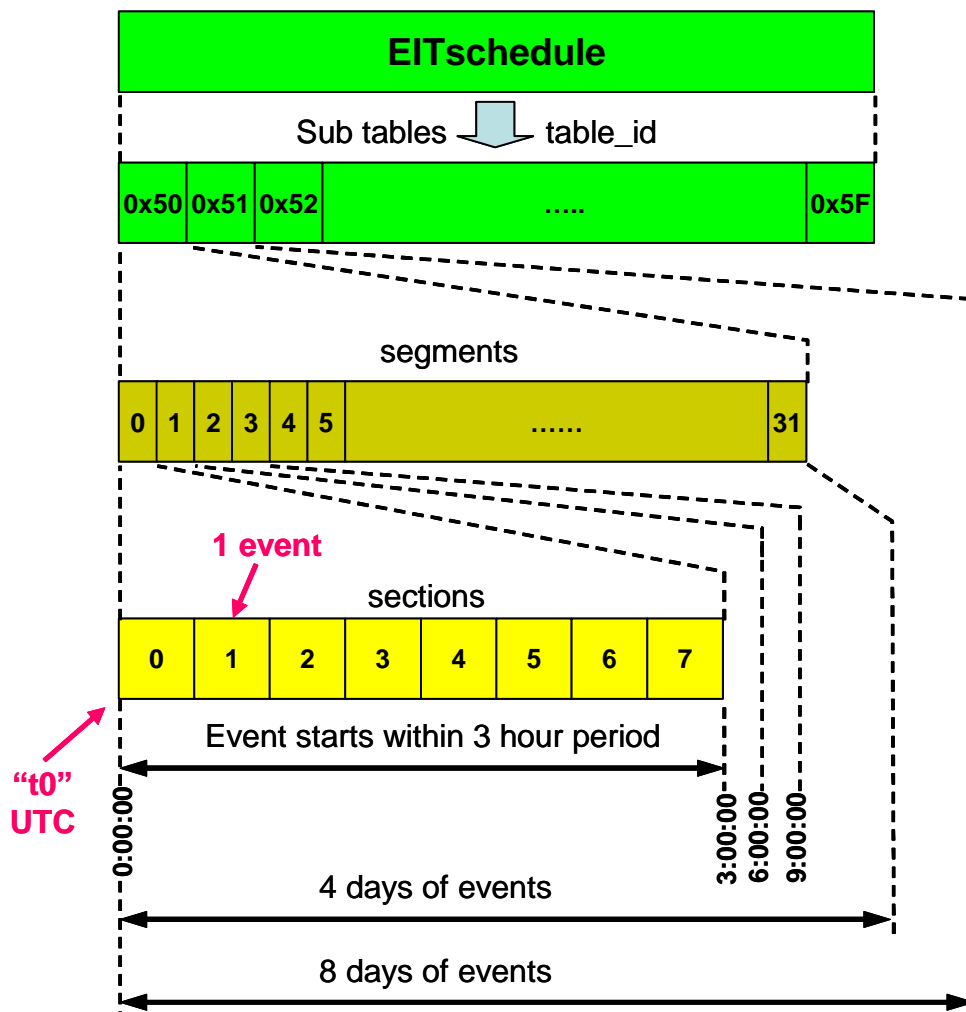 EITschedule
Sub tables table_id
0x50 0x51 0x52 ..... 0x5F
segments
0 1 2 3 4 5 ...... 31
1 event
sections
0 1 2 3 4 5 6 7
Event starts within 3 hour period
“t0”
UTC
0:00:00
3:00:00
6:00:00
9:00:00
4 days of events
8 days of events